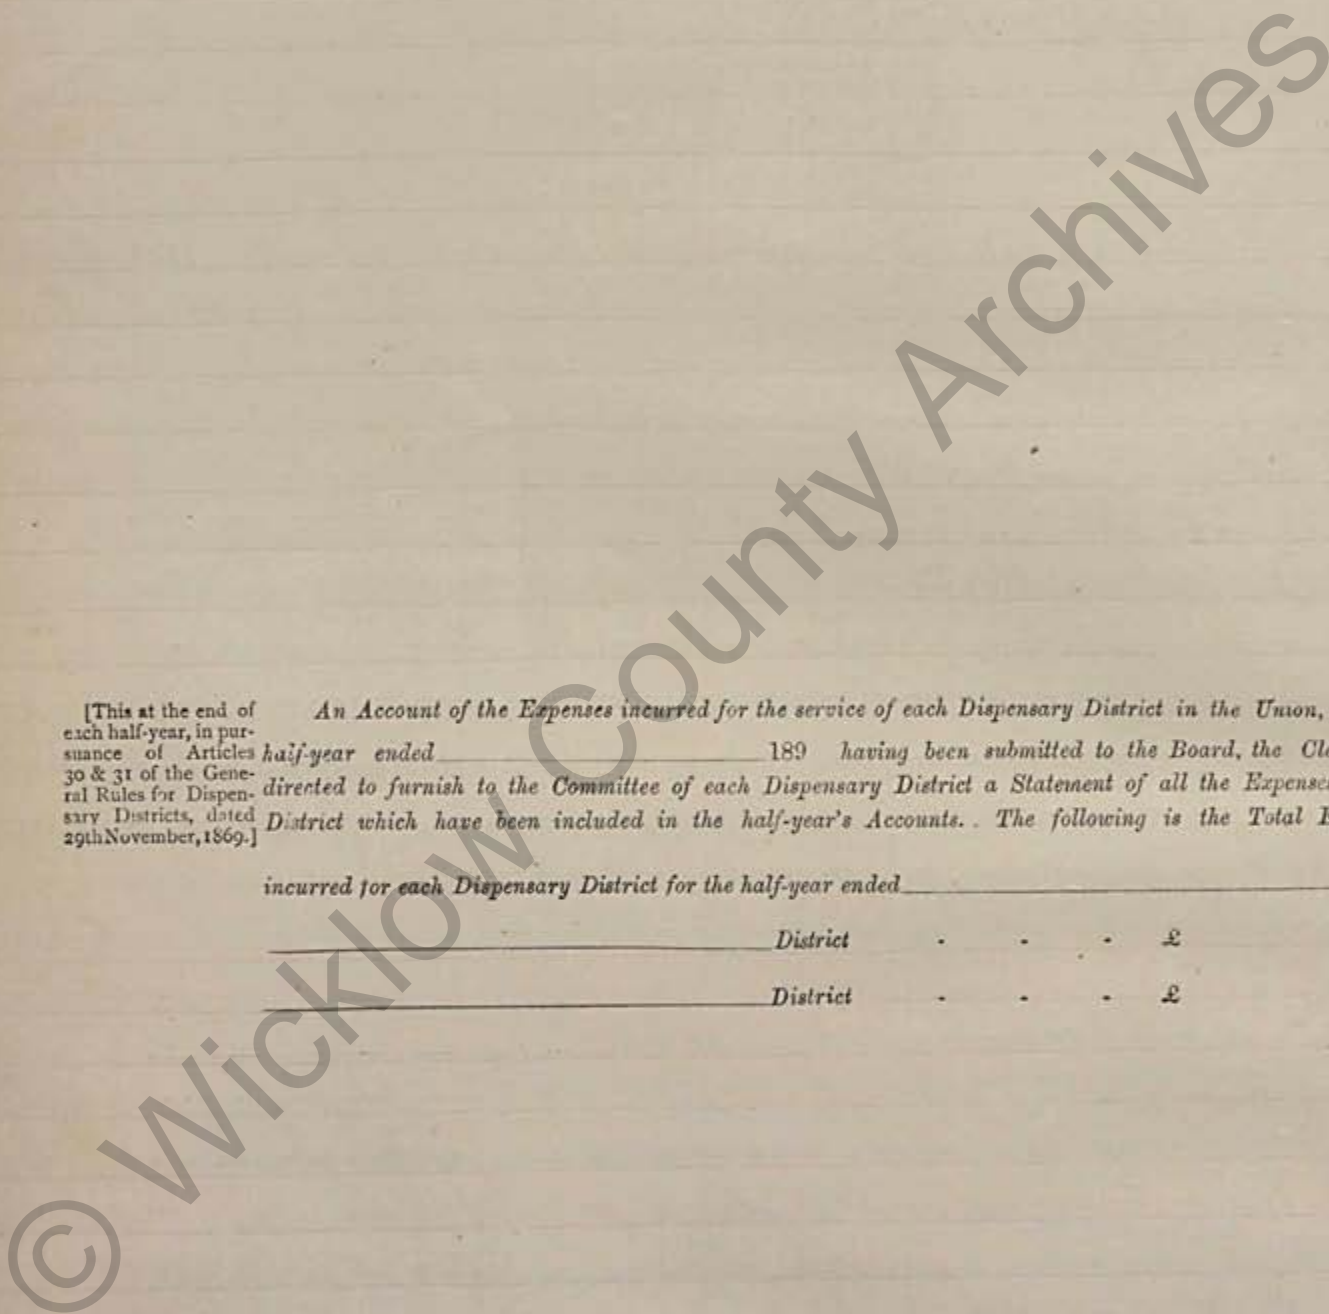 [This at the end of
each half-year, in pur-
suance of Articles
30 & 31 of the Gene-
ral Rules for Dispen-
sary Districts, dated
29th November, 1869.]
An Account of the Expenses incurred for the service of each Dispensary District in the Union,
half-year ended 189 having been submitted to the Board, the Cl
directed to furnish to the Committee of each Dispensary District a Statement of all the Expense
District which have been included in the half-year's Accounts. The following is the Total
incurred for each Dispensary District for the half-year ended
District - - - £
District - - - £
© Wicklow County Archives